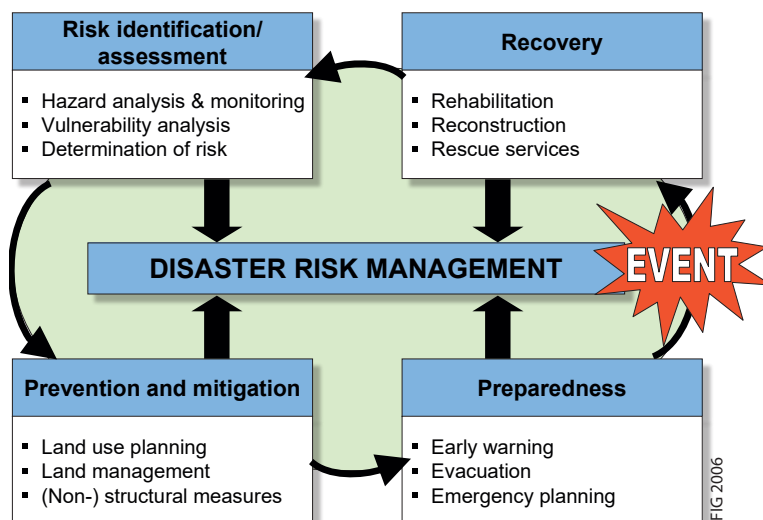 Risk identification/
assessment
▪ Hazard analysis & monitoring
▪ Vulnerability analysis
▪ Determination of risk
Recovery
▪ Rehabilitation
▪ Reconstruction
▪ Rescue services
DISASTER RISK MANAGEMENT
EVENT
Prevention and mitigation
▪ Land use planning
▪ Land management
▪ (Non-) structural measures
Preparedness
▪ Early warning
▪ Evacuation
▪ Emergency planning
FIG 2006